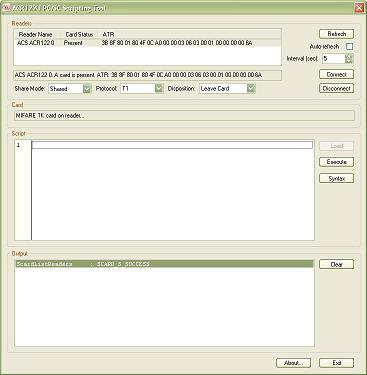 ACR122U PC/SC Scripting Tool
Readers
Reader Name Card Status ATR
ACS ACR122 0 Present 3B 8F 80 01 80 4F 0C A0 00 00 03 06 03 00 01 00 00 00 00 6A
Refresh
Auto-refresh
Interval (sec) 5
ACS ACR122 0: A card is present. ATR: 3B 8F 80 01 80 4F 0C A0 00 00 03 06 03 00 01 00 00 00 00 6A
Connect
Share Mode: Shared Protocol: T1 Disposition: Leave Card
Disconnect
Card
MIFARE 1K card on reader...
Script
1
Load
Execute
Syntax
Output
ScardListReaders : SCARD_S_SUCCESS
Clear
About... Exit